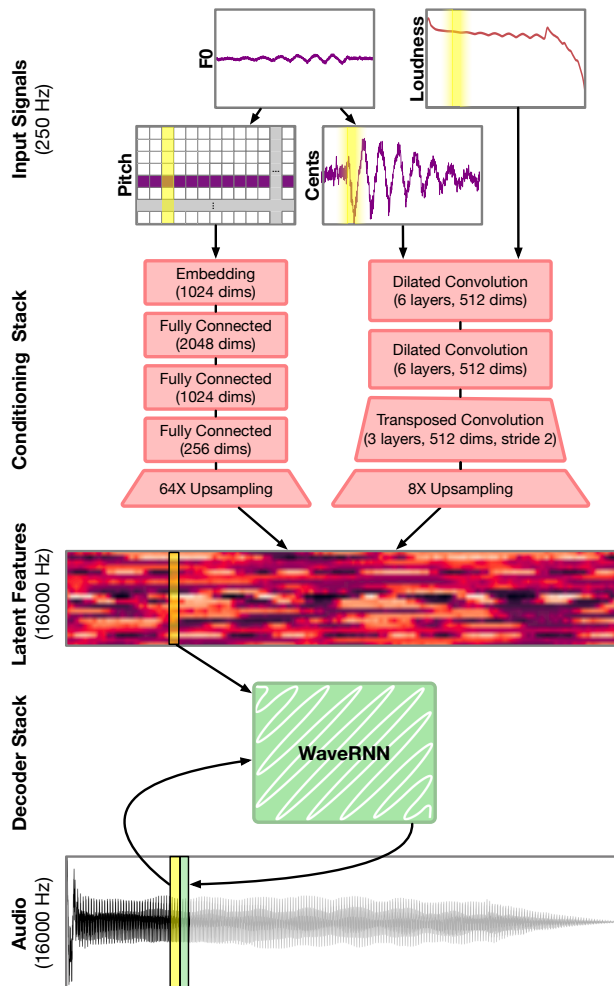 Input Signals
(250 Hz)
F0
Loudness
Pitch
...
...
Cents
Conditioning Stack
Embedding
(1024 dims)
Fully Connected
(2048 dims)
Fully Connected
(1024 dims)
Fully Connected
(256 dims)
64X Upsampling
Dilated Convolution
(6 layers, 512 dims)
Dilated Convolution
(6 layers, 512 dims)
Transposed Convolution
(3 layers, 512 dims, stride 2)
8X Upsampling
Latent Features
(16000 Hz)
Decoder Stack
WaveRNN
Audio
(16000 Hz)